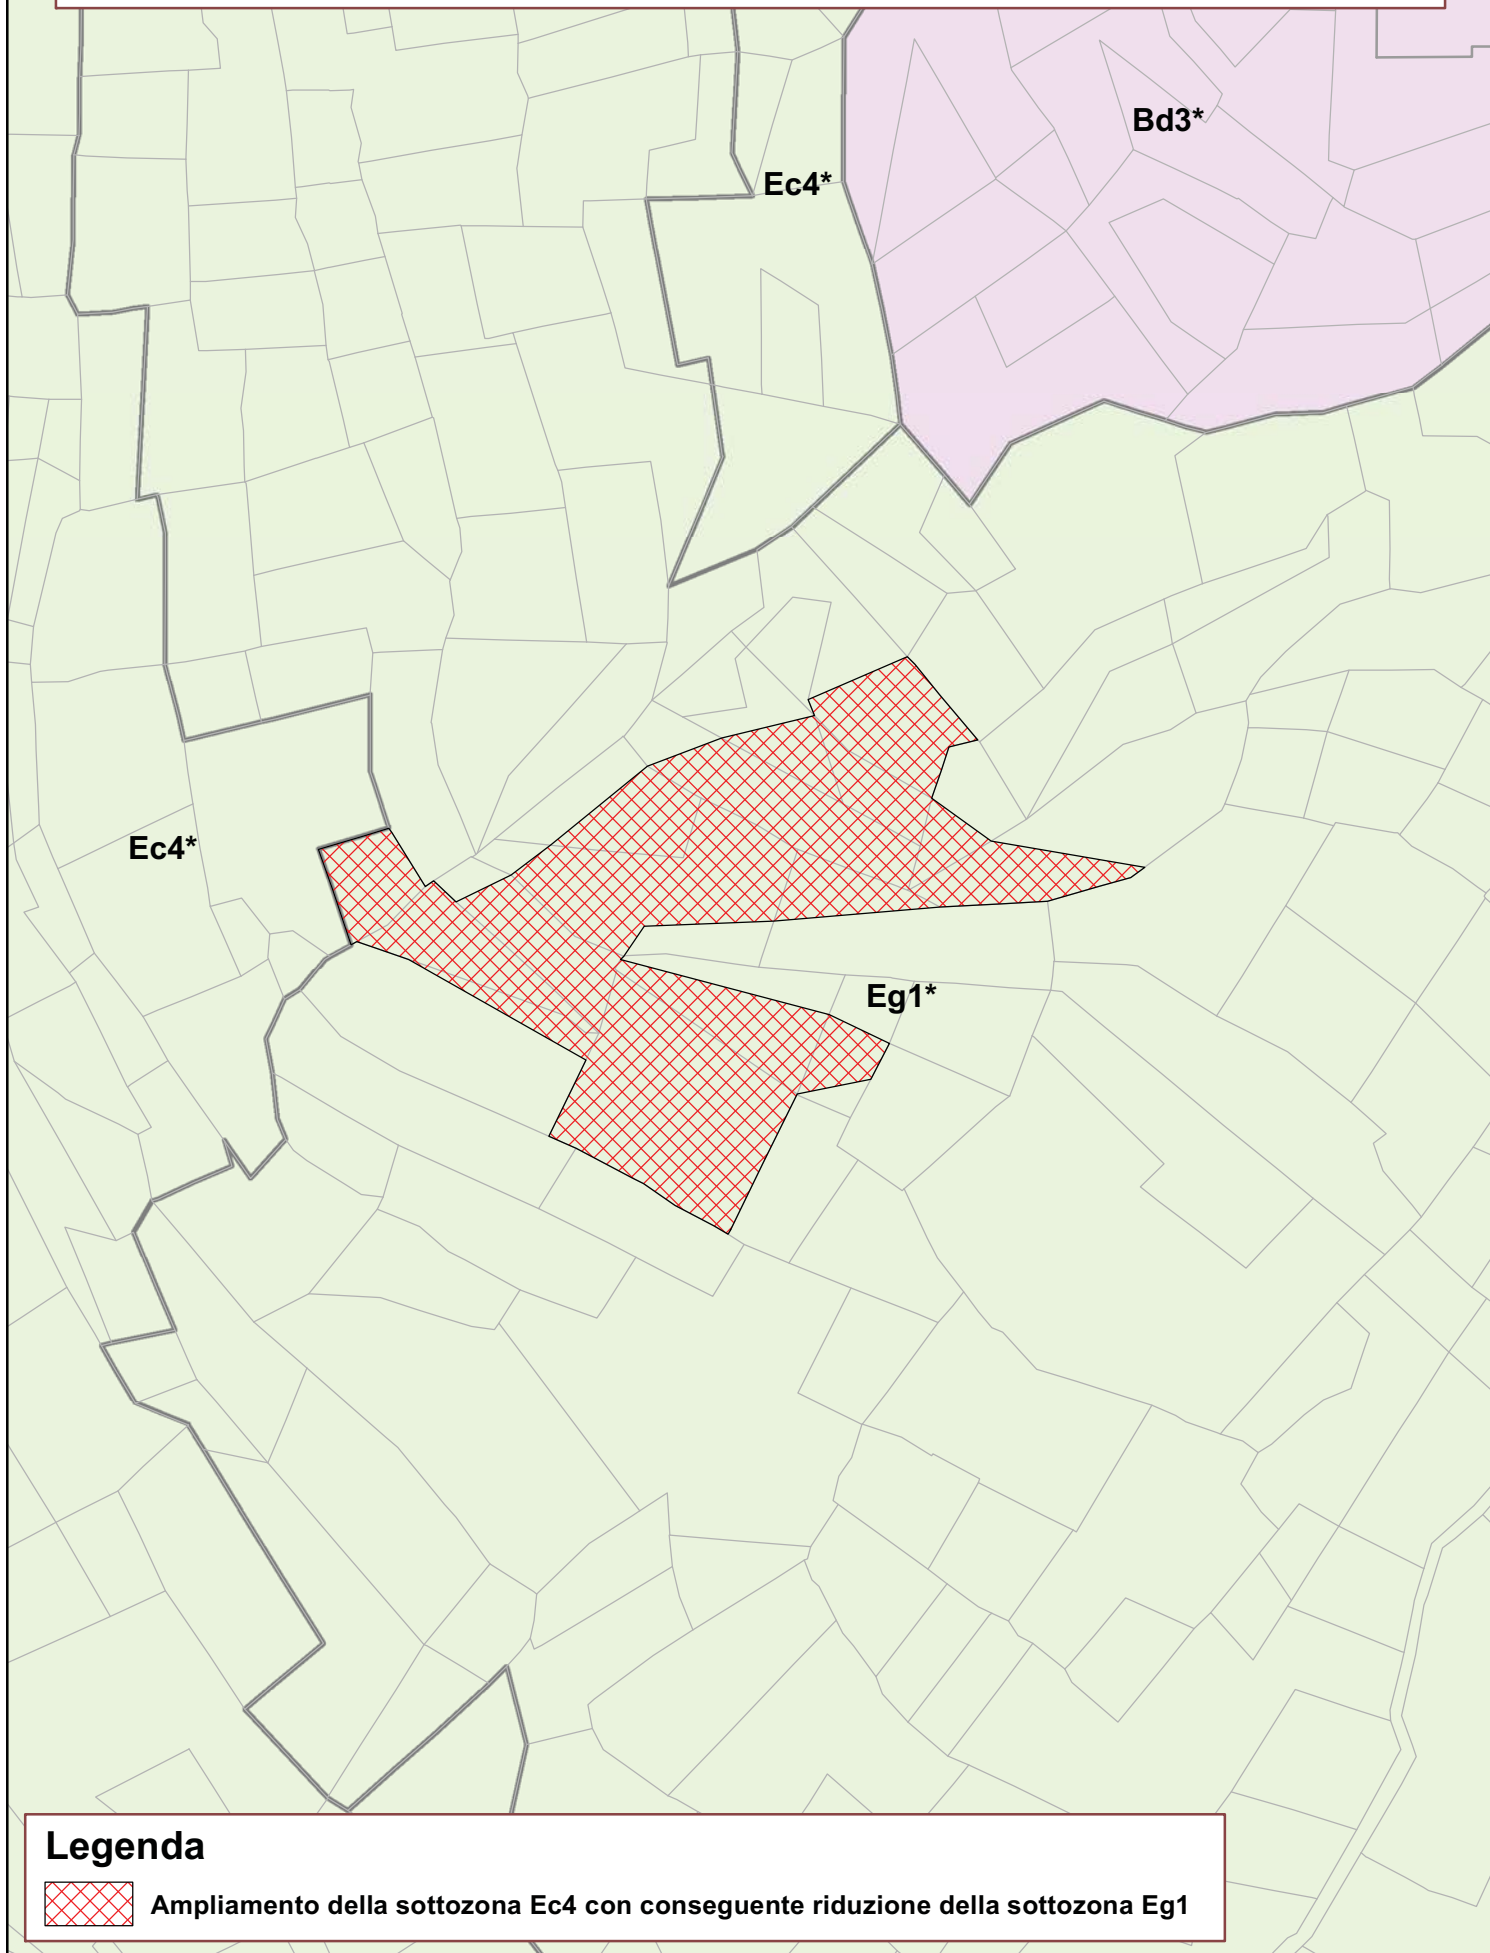 Bd3*
Ec4*
Ec4*
Eg1*
Legenda
Ampliamento della sottozona Ec4 con conseguente riduzione della sottozona Eg1